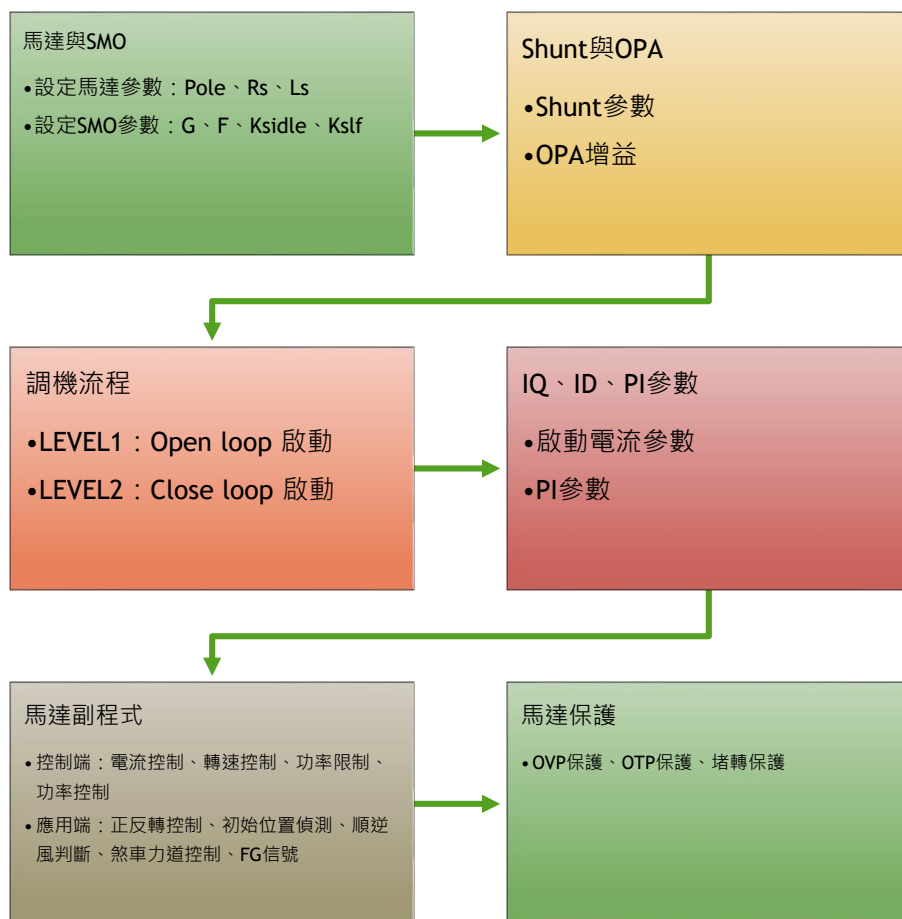 馬達與SMO
•設定馬達參數：Pole、Rs、Ls
•設定SMO參數：G、F、Ksidle、Kslf
Shunt與OPA
•Shunt參數
•OPA增益
調機流程
•LEVEL1：Open loop 啟動
•LEVEL2：Close loop 啟動
IQ、ID、PI參數
•啟動電流參數
•PI參數
馬達副程式
•控制端：電流控制、轉速控制、功率限制、
功率控制
•應用端：正反轉控制、初始位置偵測、順逆
風判斷、煞車力道控制、FG信號
馬達保護
•OVP保護、OTP保護、堵轉保護